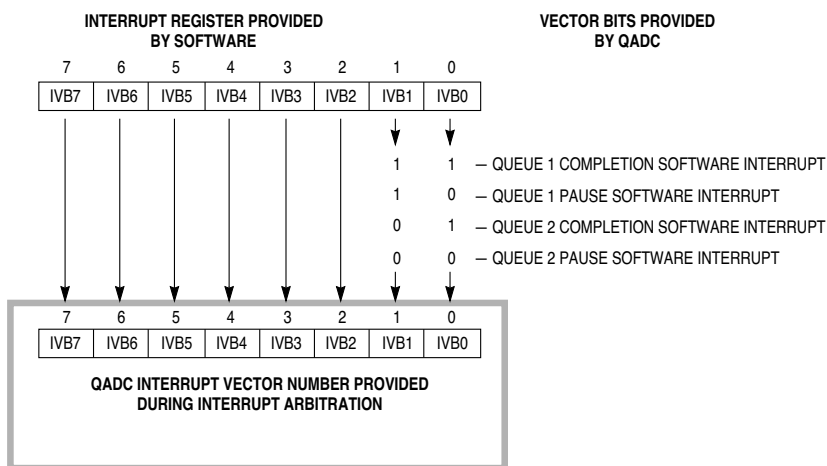 INTERRUPT REGISTER PROVIDED
BY SOFTWARE
VECTOR BITS PROVIDED
BY QADC
7 6 5 4 3 2 1 0
IVB7 IVB6 IVB5 IVB4 IVB3 IVB2 IVB1 IVB0
1 1 – QUEUE 1 COMPLETION SOFTWARE INTERRUPT
1 0 – QUEUE 1 PAUSE SOFTWARE INTERRUPT
0 1 – QUEUE 2 COMPLETION SOFTWARE INTERRUPT
0 0 – QUEUE 2 PAUSE SOFTWARE INTERRUPT
7 6 5 4 3 2 1 0
IVB7 IVB6 IVB5 IVB4 IVB3 IVB2 IVB1 IVB0
QADC INTERRUPT VECTOR NUMBER PROVIDED
DURING INTERRUPT ARBITRATION